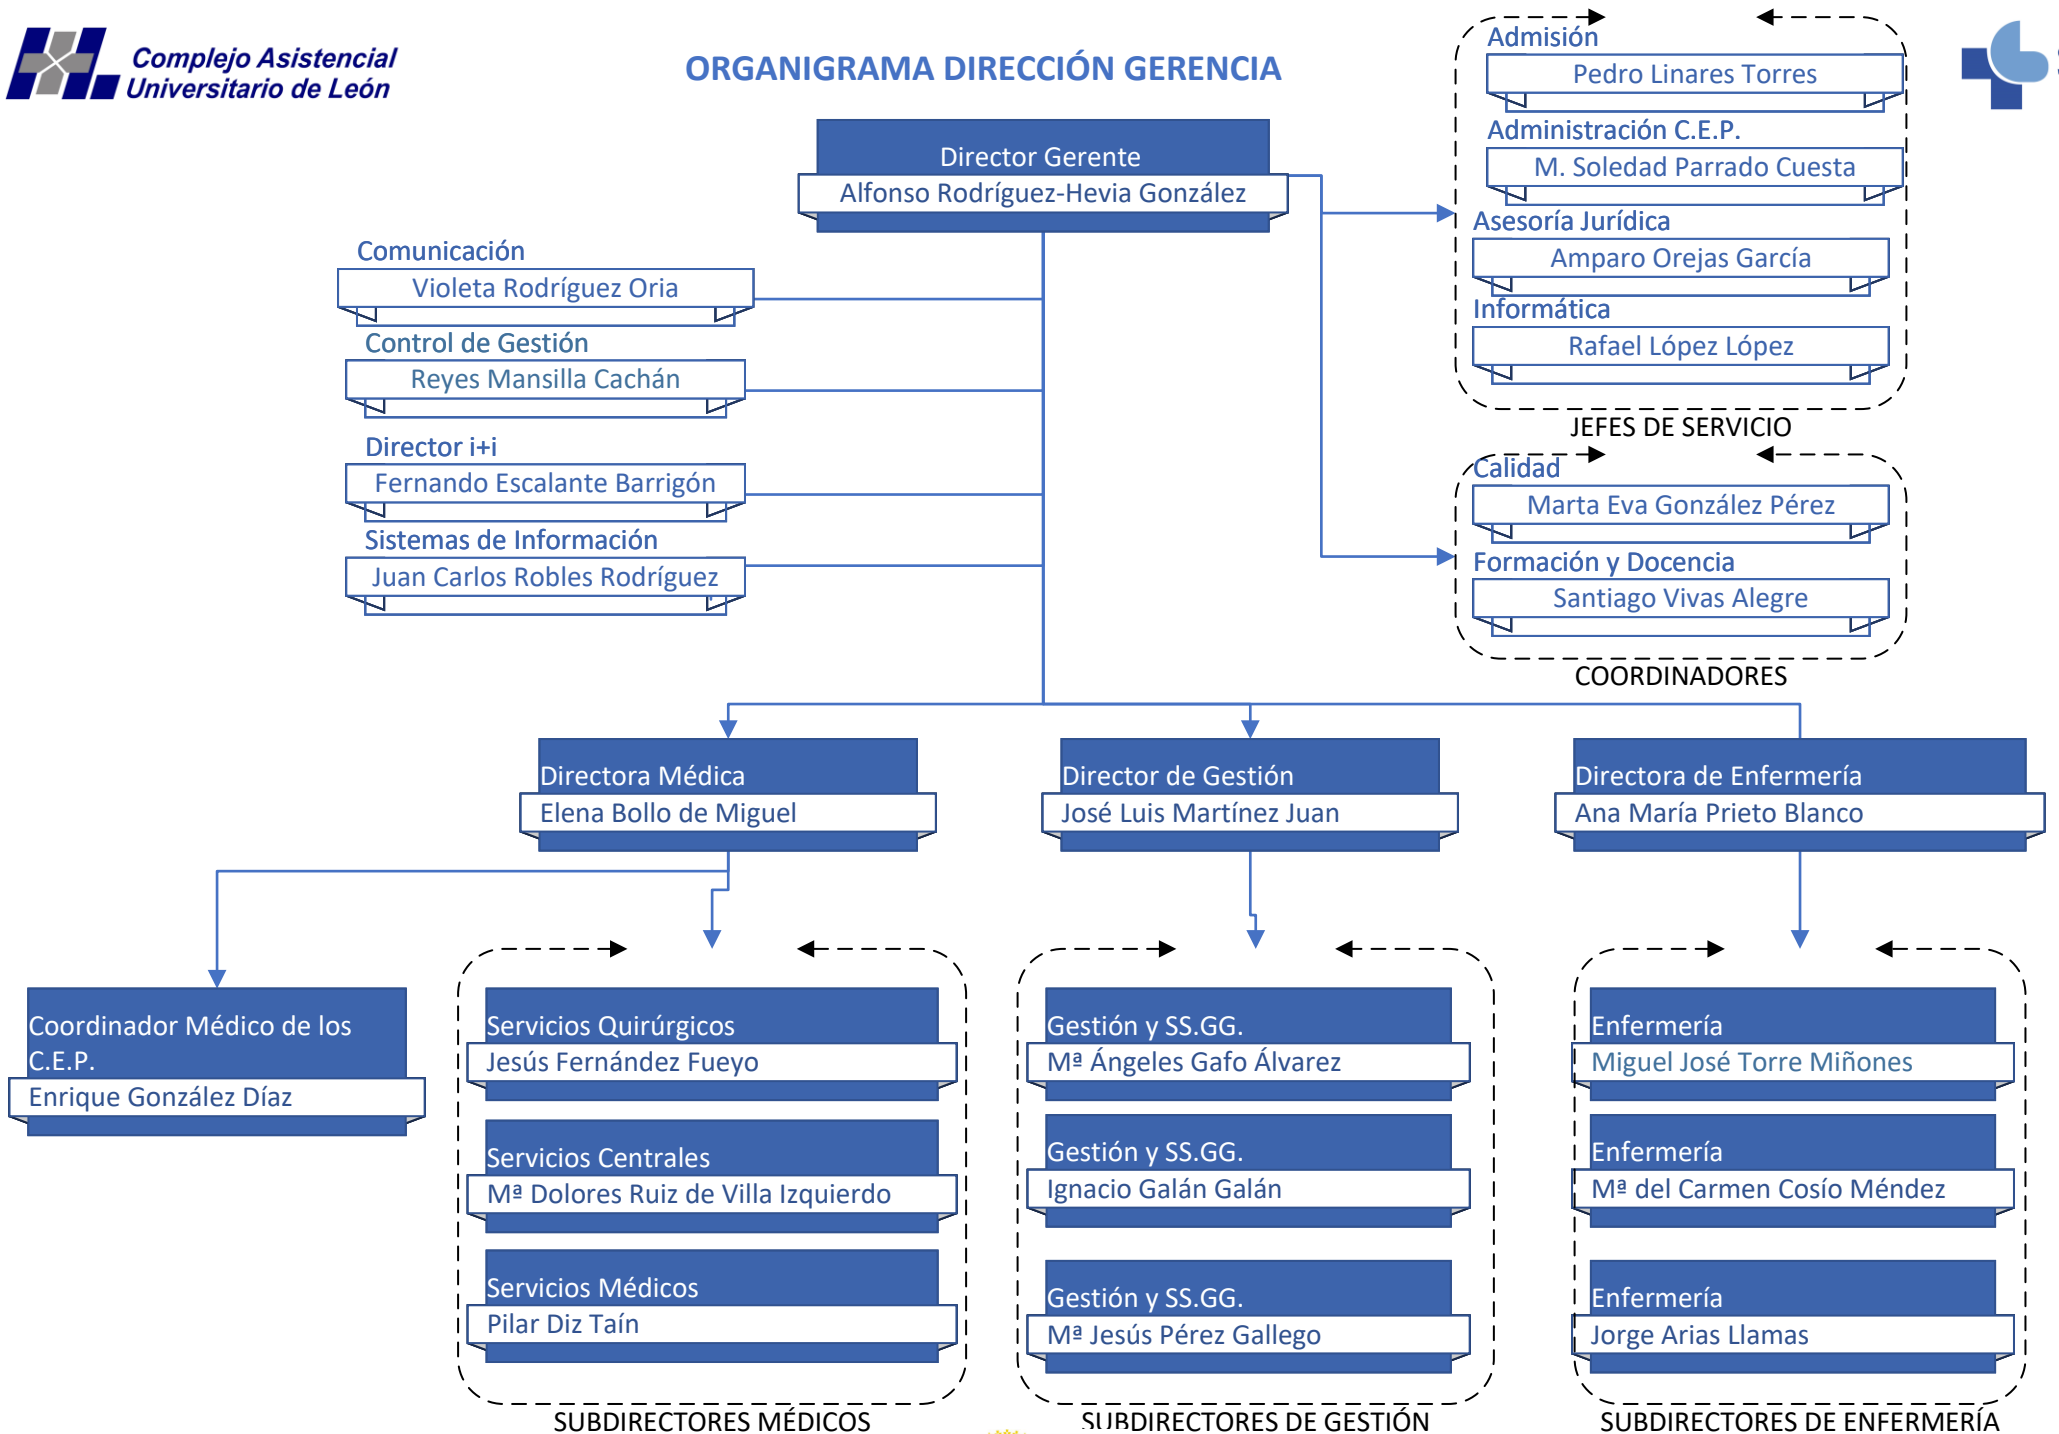 Complejo Asistencial
Universitario de León
ORGANIGRAMA DIRECCIÓN GERENCIA
Director Gerente
Alfonso Rodríguez-Hevia González
Comunicación
Violeta Rodríguez Oria
Control de Gestión
Reyes Mansilla Cachán
Director i+i
Fernando Escalante Barrigón
Sistemas de Información
Juan Carlos Robles Rodríguez
Admisión
Pedro Linares Torres
Administración C.E.P.
M. Soledad Parrado Cuesta
Asesoría Jurídica
Amparo Orejas García
Informática
Rafael López López
JEFES DE SERVICIO
Calidad
Marta Eva González Pérez
Formación y Docencia
Santiago Vivas Alegre
COORDINADORES
Directora Médica
Elena Bollo de Miguel
Director de Gestión
José Luis Martínez Juan
Directora de Enfermería
Ana María Prieto Blanco
Coordinador Médico de los
C.E.P.
Enrique González Díaz
Servicios Quirúrgicos
Jesús Fernández Fueyo
Servicios Centrales
Mª Dolores Ruiz de Villa Izquierdo
Servicios Médicos
Pilar Diz Taín
SUBDIRECTORES MÉDICOS
Gestión y SS.GG.
Mª Ángeles Gafo Álvarez
Gestión y SS.GG.
Ignacio Galán Galán
Gestión y SS.GG.
Mª Jesús Pérez Gallego
SUBDIRECTORES DE GESTIÓN
Enfermería
Miguel José Torre Miñones
Enfermería
Mª del Carmen Cosío Méndez
Enfermería
Jorge Arias Llamas
SUBDIRECTORES DE ENFERMERÍA